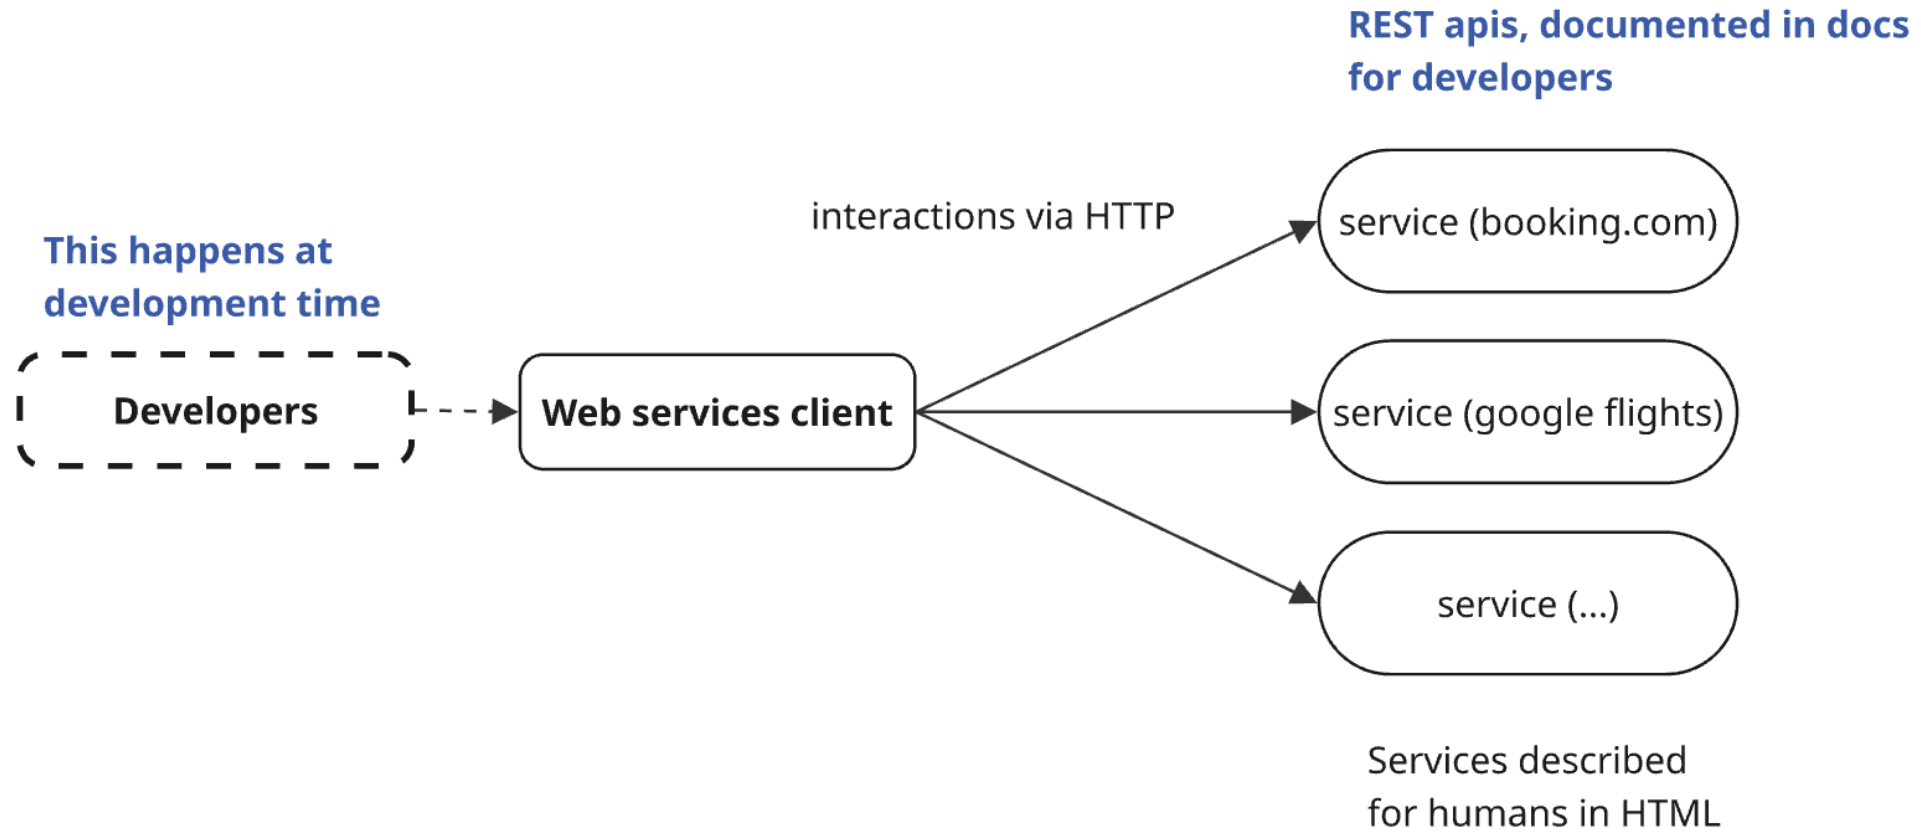 REST apis, documented in docs
for developers
interactions via HTTP
service (booking.com)
This happens at
development time
Developers
Web services client
service (google flights)
service (...)
Services described
for humans in HTML